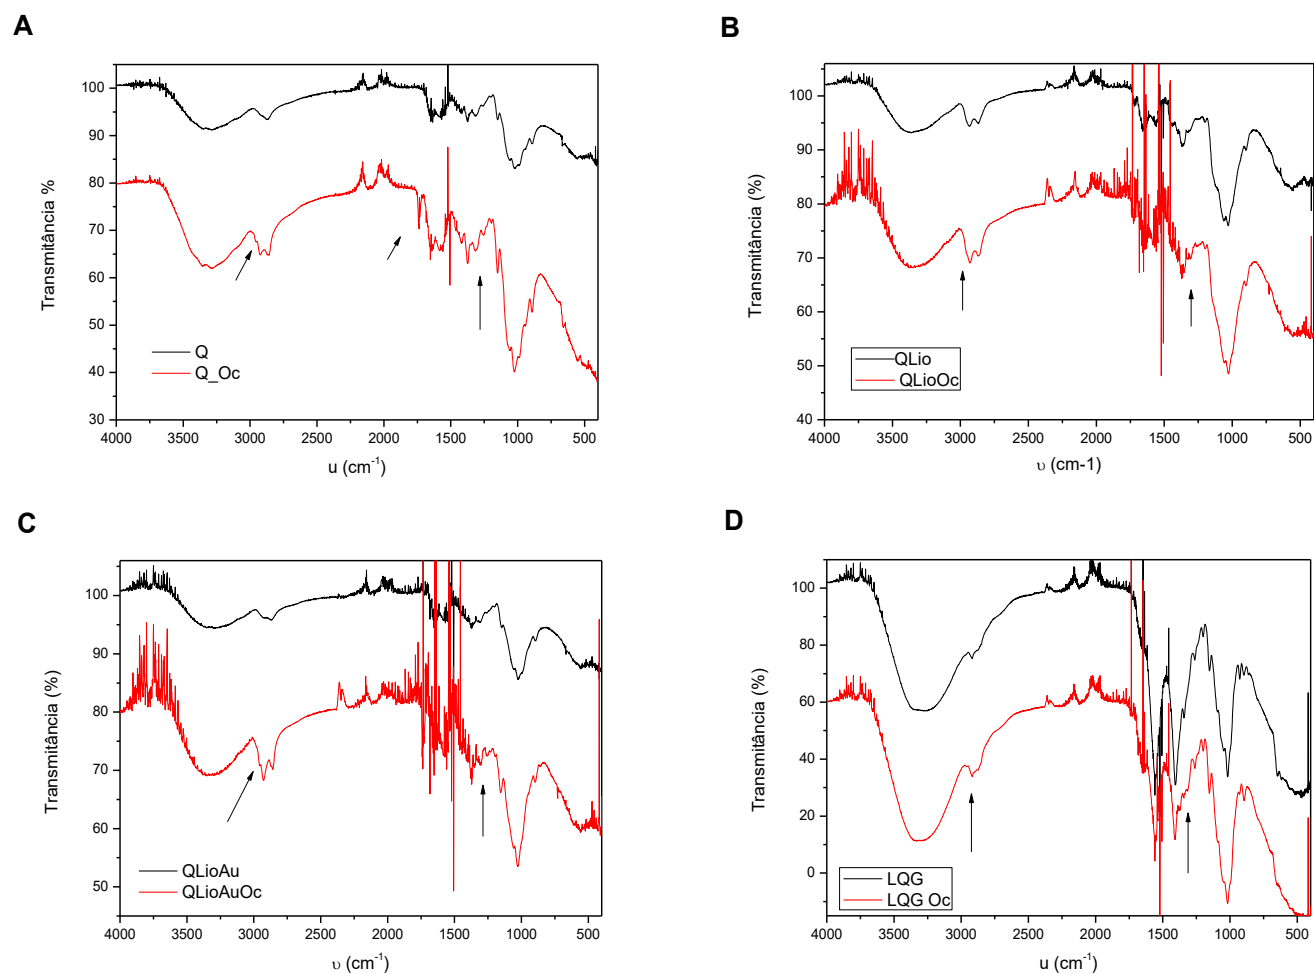 A
Transmitância %
100
90
80
70
60
50
40
30
Q
Q_Oc
4000 3500 3000 2500 2000 1500 1000 500
u (cm-1)
B
Transmitância (%)
100
90
80
70
60
50
40
QLio
QLioOc
4000 3500 3000 2500 2000 1500 1000 500
υ (cm-1)
C
Transmitância (%)
100
90
80
70
60
50
QLioAu
QLioAuOc
4000 3500 3000 2500 2000 1500 1000 500
υ (cm-1)
D
Transmitância (%)
100
80
60
40
20
0
LQG
LQG Oc
4000 3500 3000 2500 2000 1500 1000 500
u (cm-1)